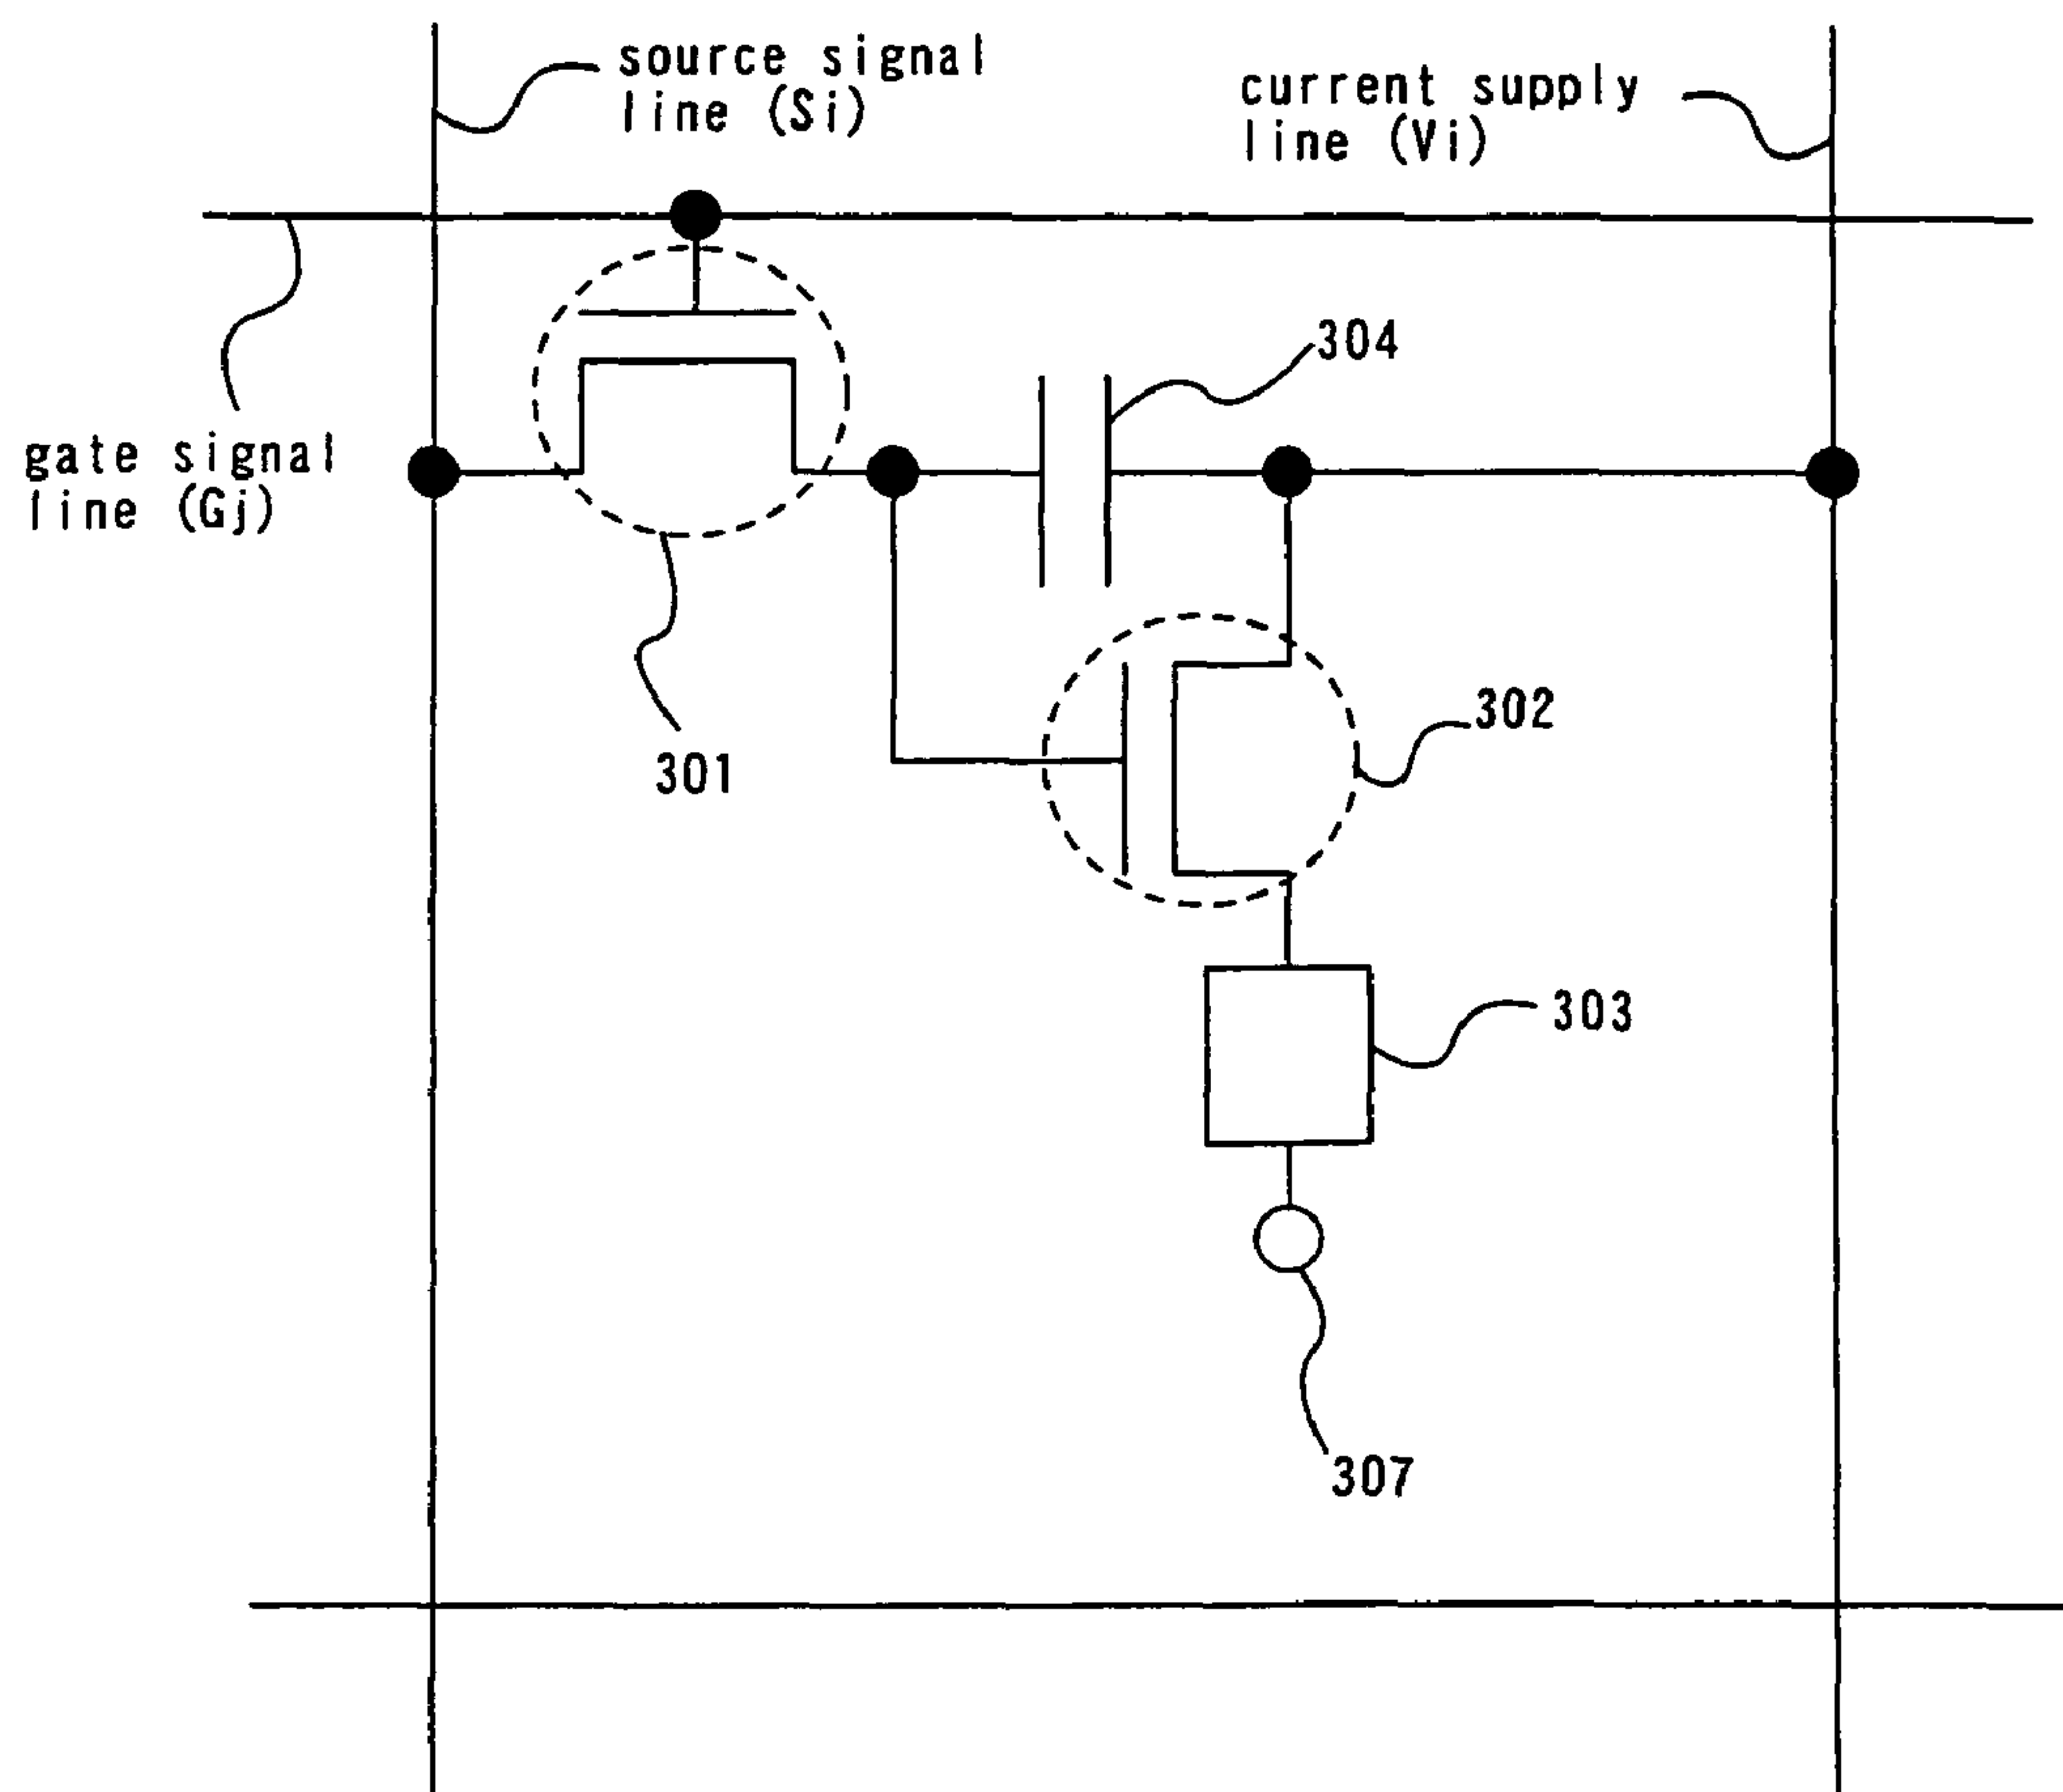 source signal
line (Si)
current supply
line (Vi)
304
gate signal
line (Gj)
302
301
303
307